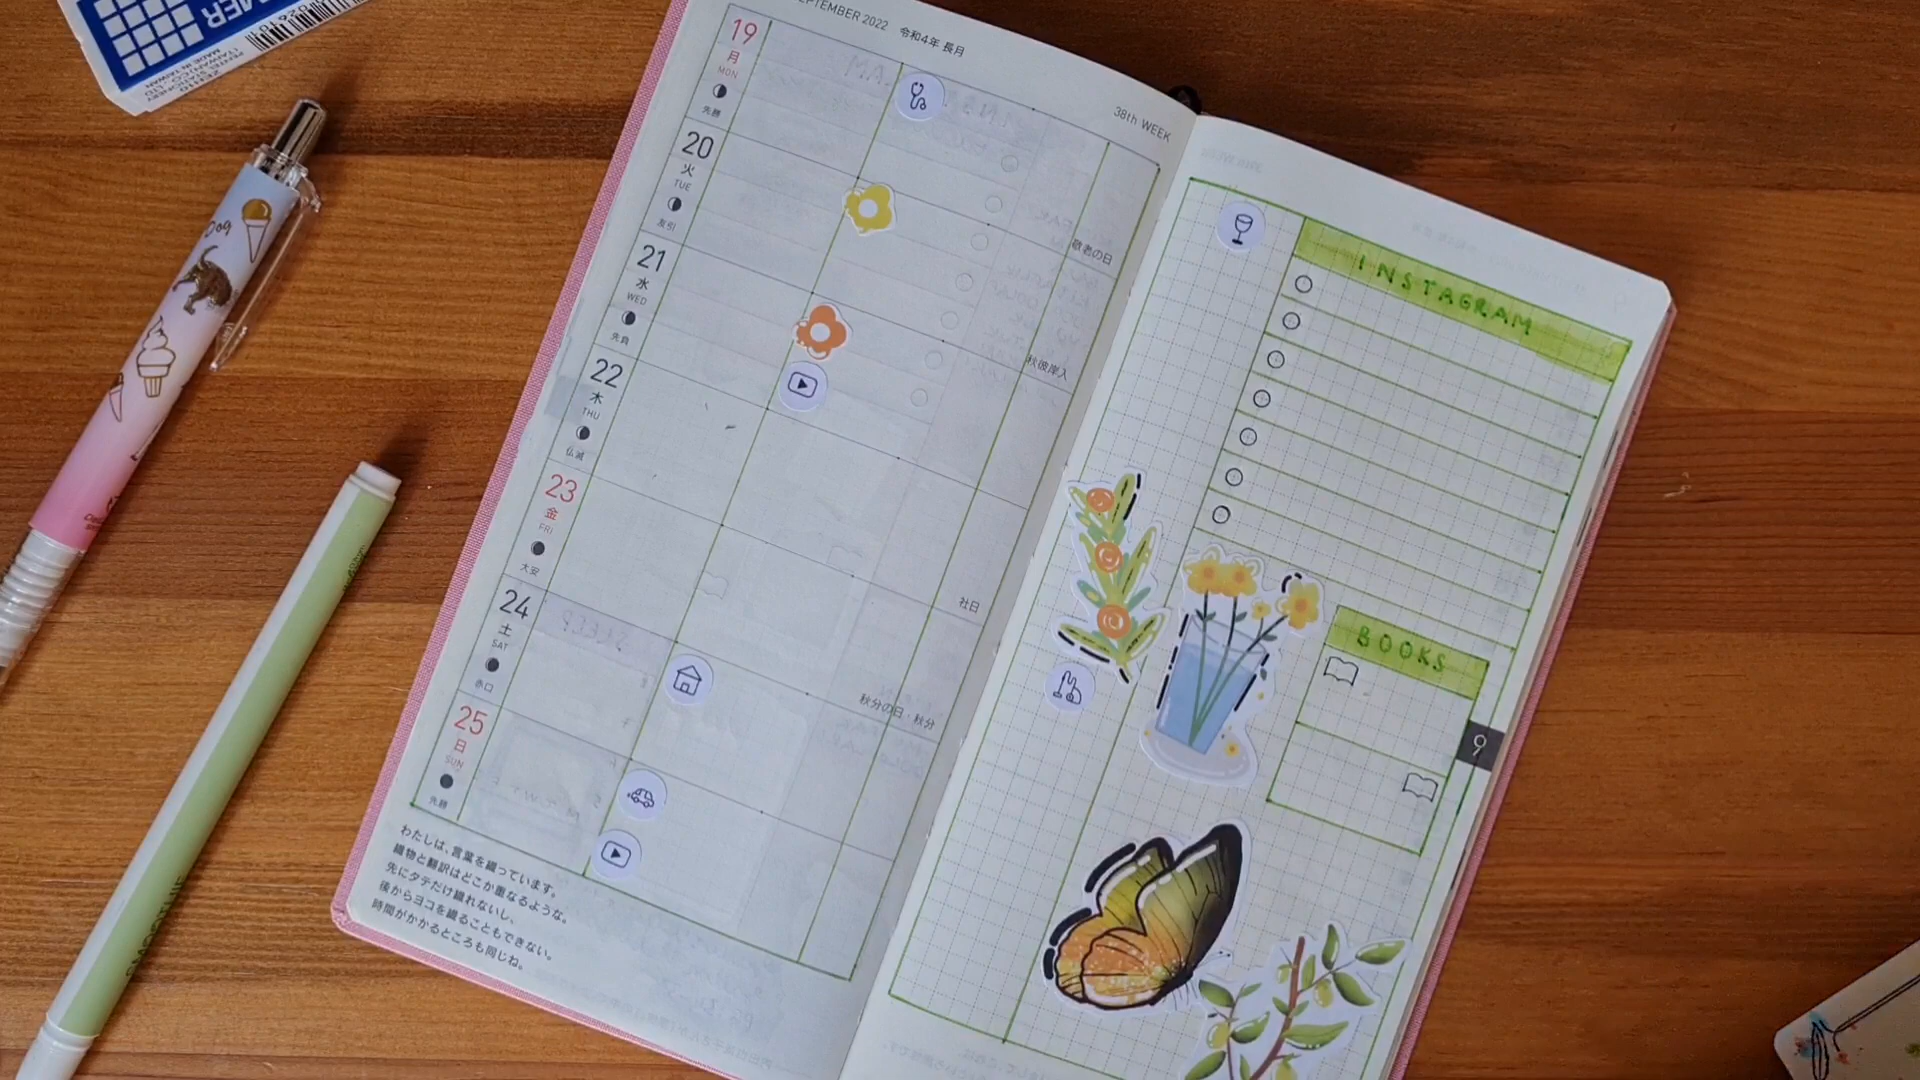 SEPTEMBER 2022 令和4年 長月
38th WEEK
19
月
MON
先勝
敬老の日
20
火
TUE
友引
秋彼岸入
21
水
WED
先負
22
木
THU
仏滅
社日
23
金
FRI
大安
秋分の日・秋分
24
土
SAT
赤口
25
日
SUN
先勝
わたしは、言葉を織っています。
織物と翻訳はどこか重なるような。
先にタテだけ織れないし、
後からヨコを織ることもできない。
時間がかかるところも同じね。
INSTAGRAM
BOOKS
9
MADE IN TAIWAN
Dog